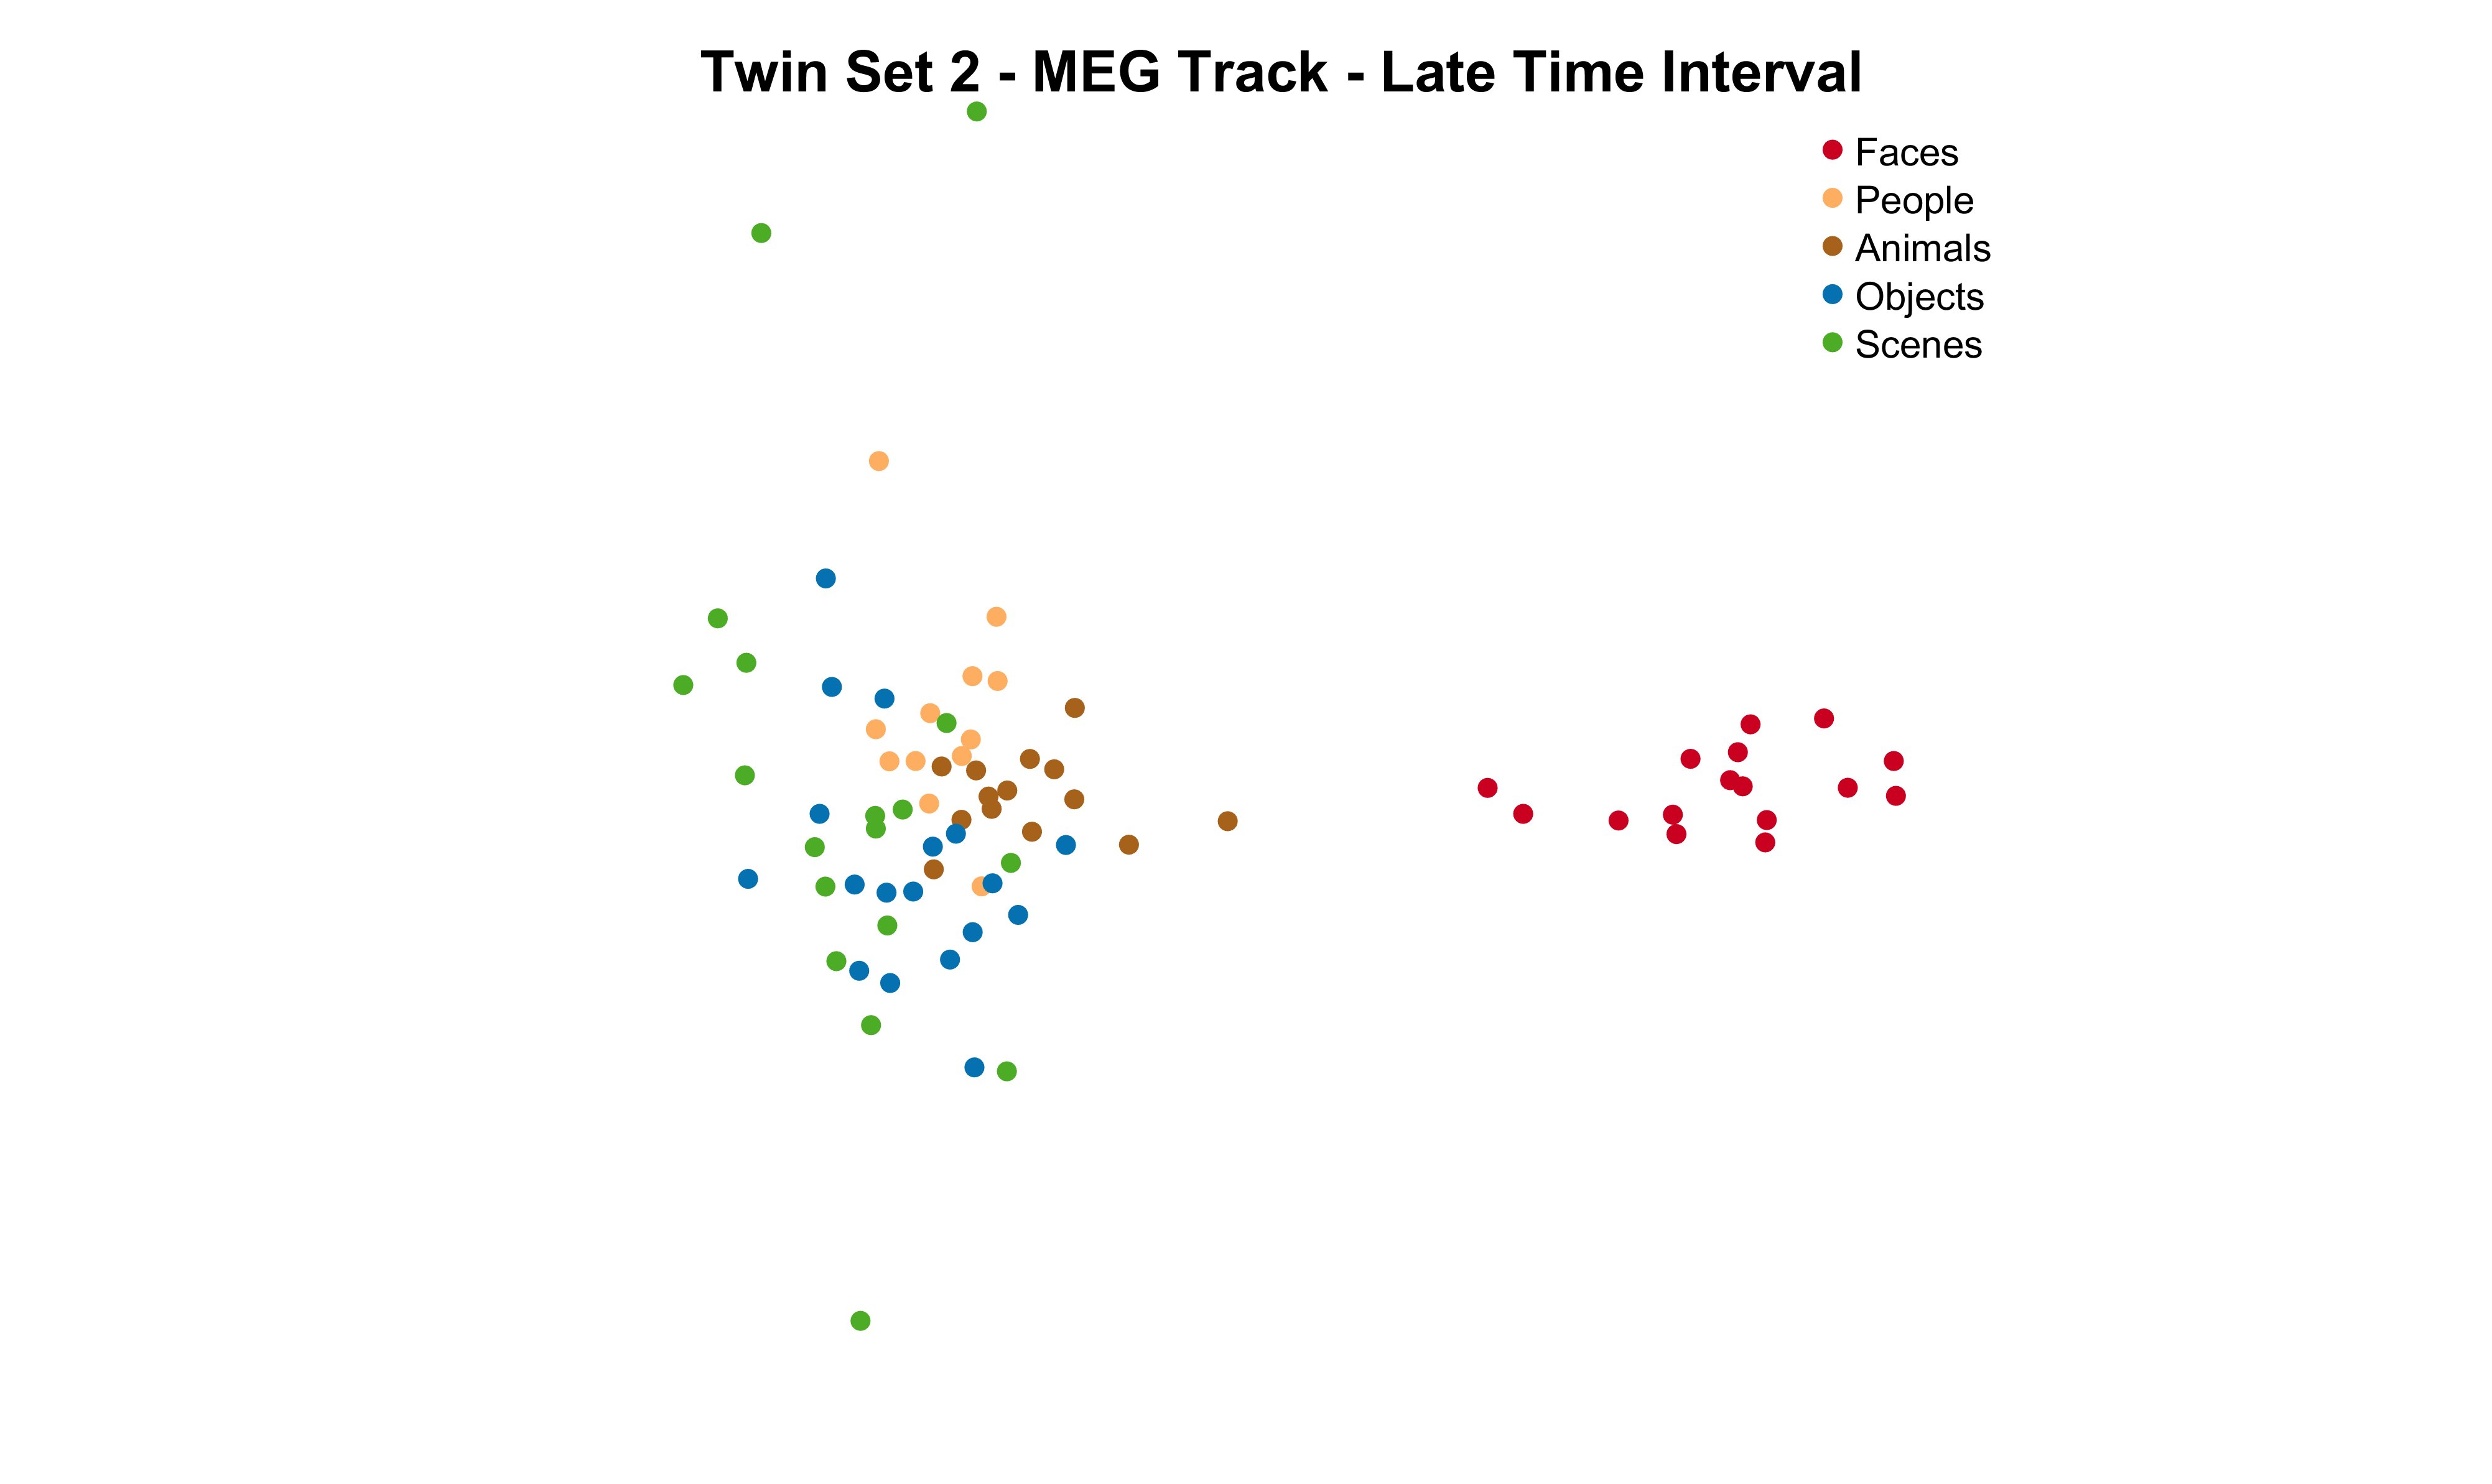 Twin Set 2 - MEG Track - Late Time Interval
Faces
People
Animals
Objects
Scenes